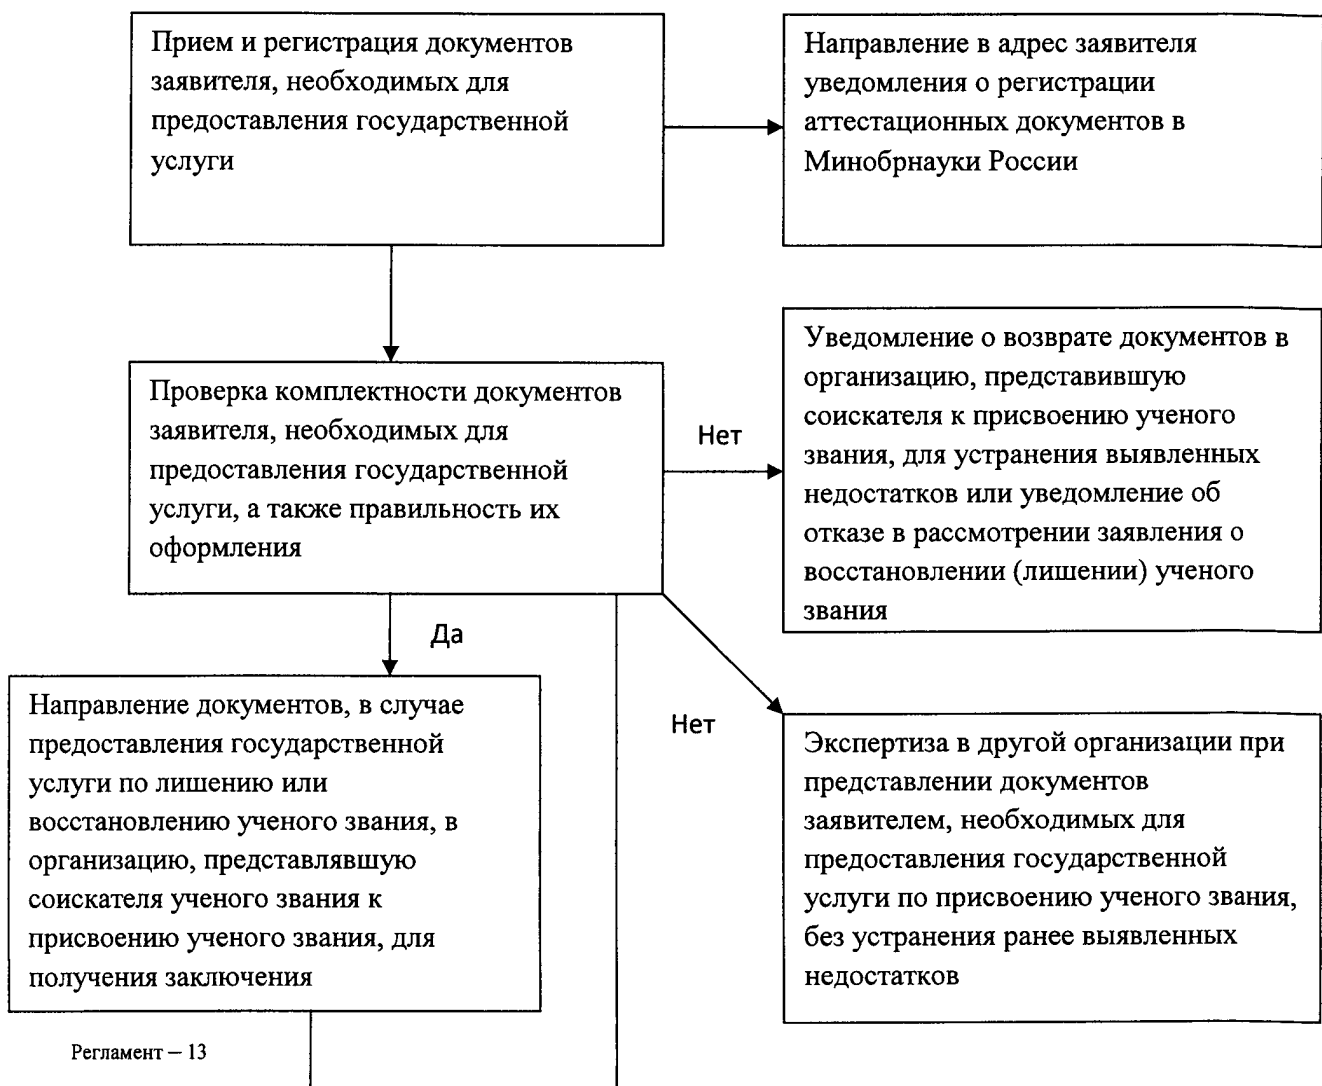 Прием и регистрация документов
заявителя, необходимых для
предоставления государственной
услуги
Направление в адрес заявителя
уведомления о регистрации
аттестационных документов в
Минобрнауки России
Проверка комплектности документов
заявителя, необходимых для
предоставления государственной
услуги, а также правильность их
оформления
Нет
Уведомление о возврате документов в
организацию, представившую
соискателя к присвоению ученого
звания, для устранения выявленных
недостатков или уведомление об
отказе в рассмотрении заявления о
восстановлении (лишении) ученого
звания
Да
Направление документов, в случае
предоставления государственной
услуги по лишению или
восстановлению ученого звания, в
организацию, представлявшую
соискателя ученого звания к
присвоению ученого звания, для
получения заключения
Нет
Экспертиза в другой организации при
представлении документов
заявителем, необходимых для
предоставления государственной
услуги по присвоению ученого звания,
без устранения ранее выявленных
недостатков
Регламент – 13